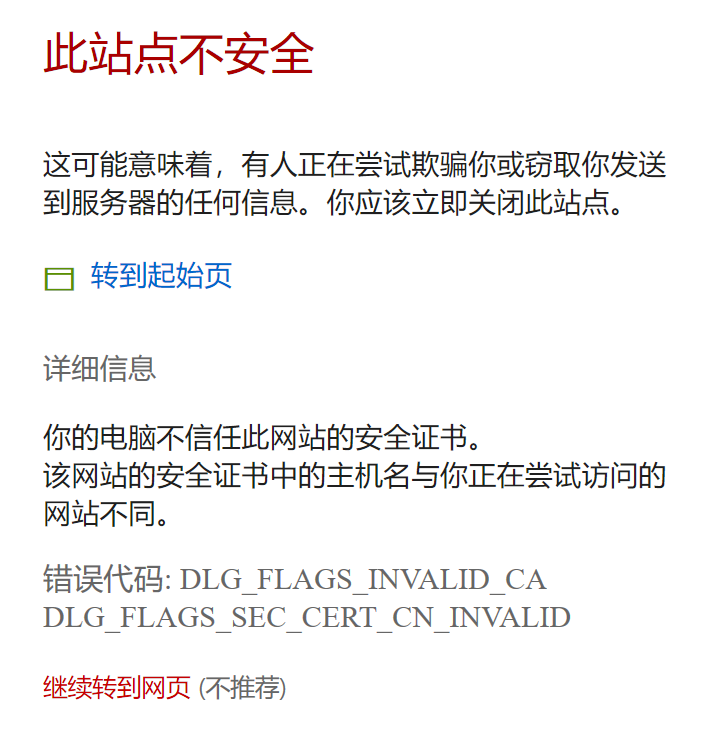 此站点不安全
这可能意味着，有人正在尝试欺骗你或窃取你发送
到服务器的任何信息。你应该立即关闭此站点。
转到起始页
详细信息
你的电脑不信任此网站的安全证书。
该网站的安全证书中的主机名与你正在尝试访问的
网站不同。
错误代码: DLG_FLAGS_INVALID_CA
DLG_FLAGS_SEC_CERT_CN_INVALID
继续转到网页 (不推荐)